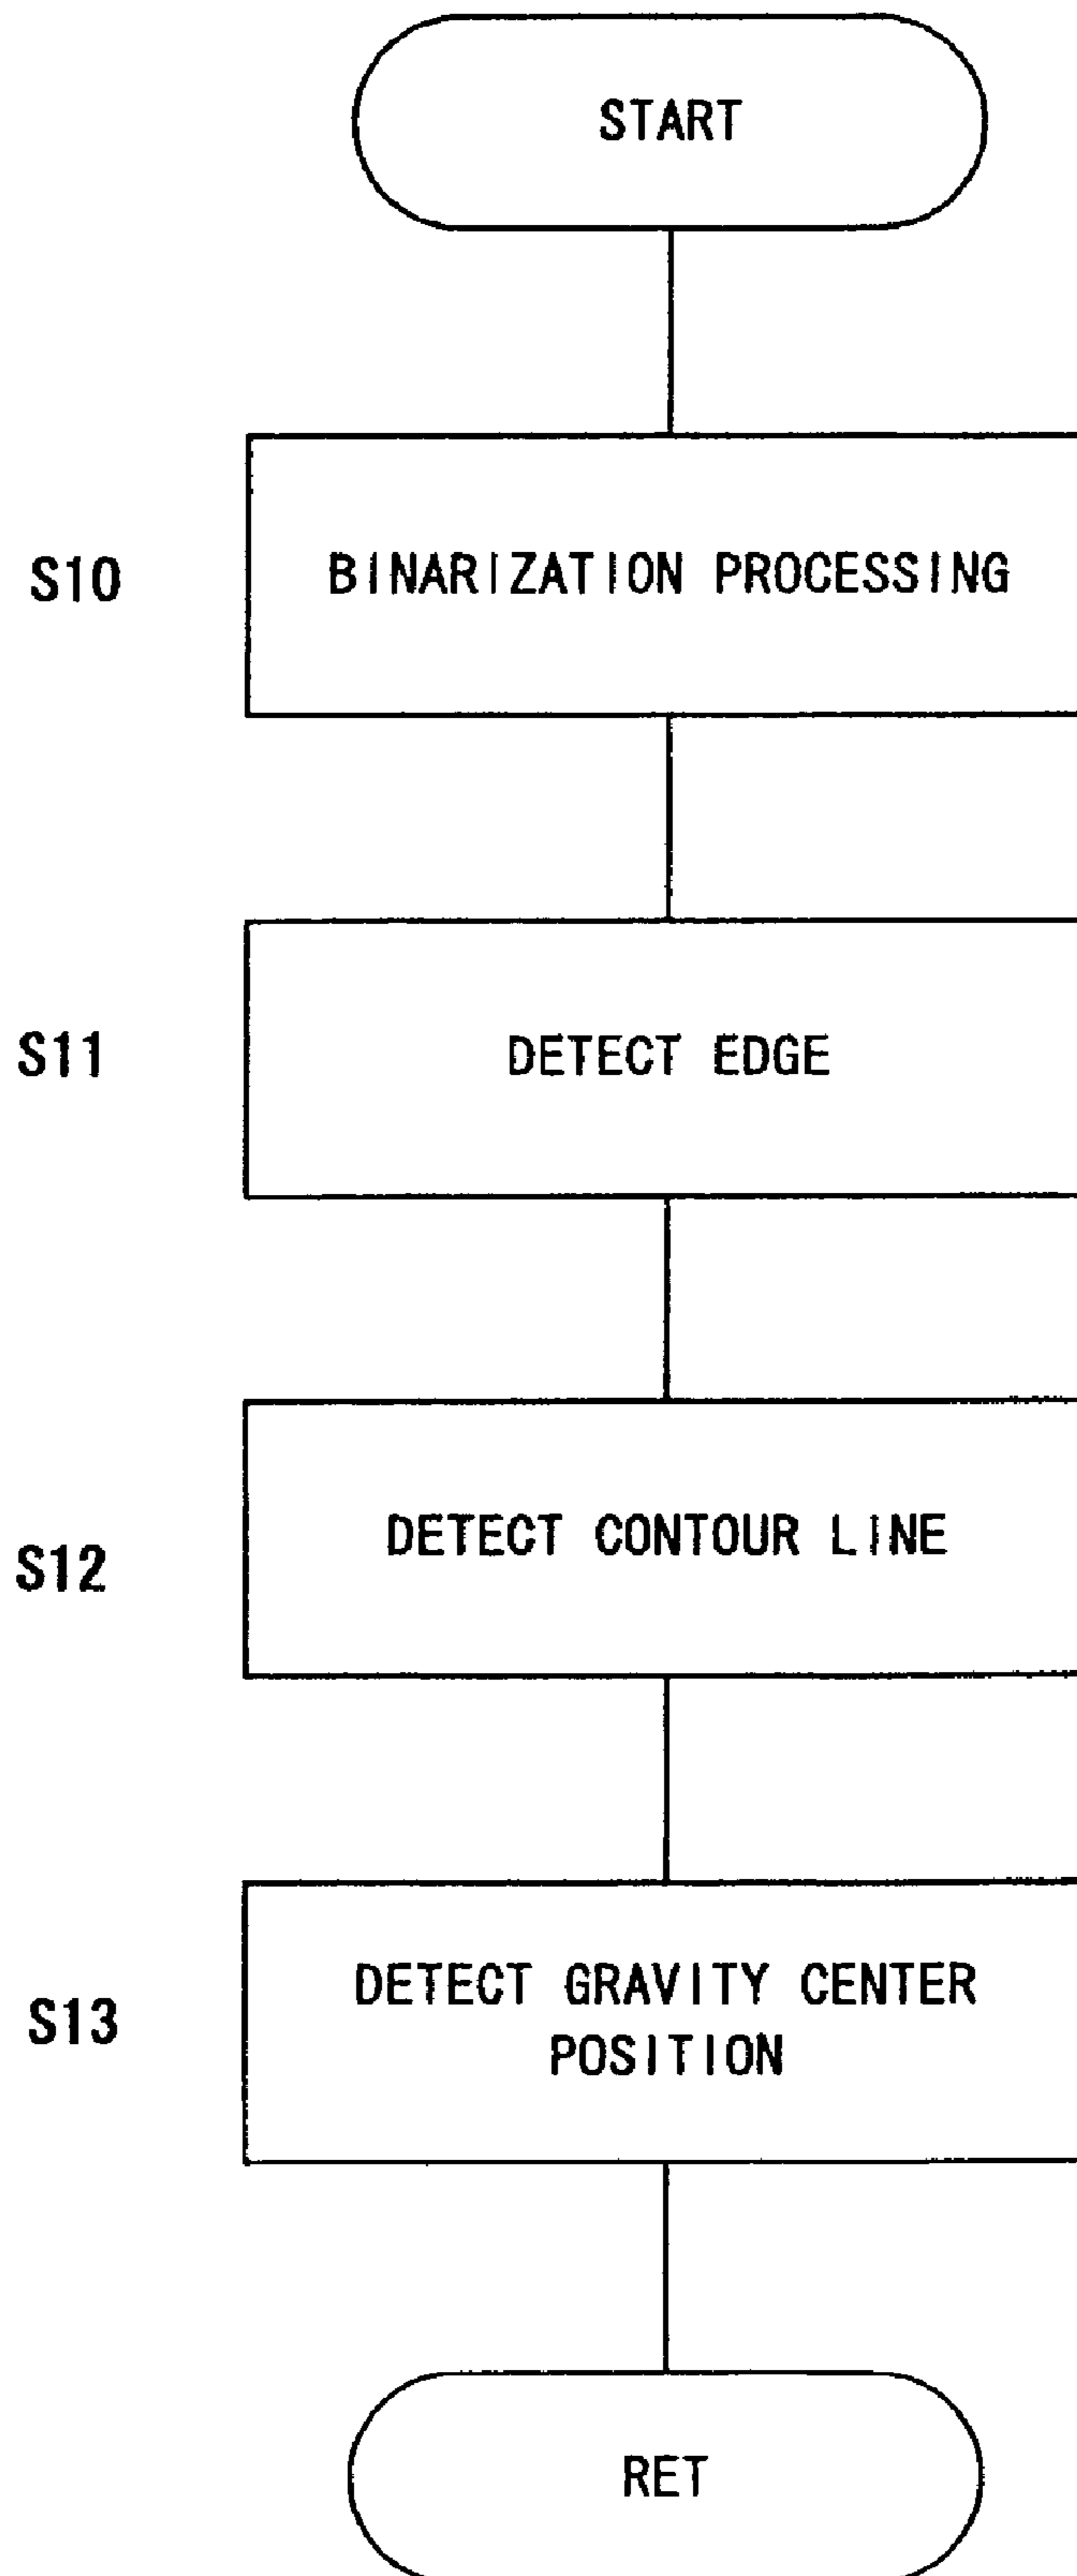 START
S10
BINARIZATION PROCESSING
S11
DETECT EDGE
S12
DETECT CONTOUR LINE
S13
DETECT GRAVITY CENTER
POSITION
RET